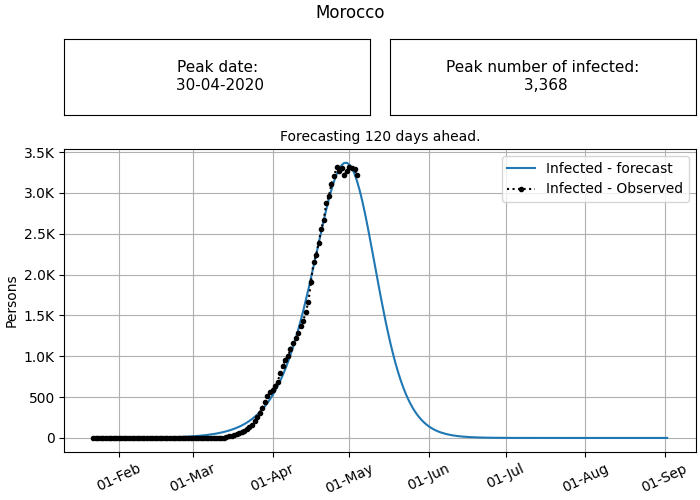 Morocco
Peak date:
30-04-2020
Peak number of infected:
3,368
Forecasting 120 days ahead.
3.5K
3.0K
2.5K
2.0K
1.5K
1.0K
500
0
Persons
Infected - forecast
Infected - Observed
01-Feb
01-Mar
01-Apr
01-May
01-Jun
01-Jul
01-Aug
01-Sep